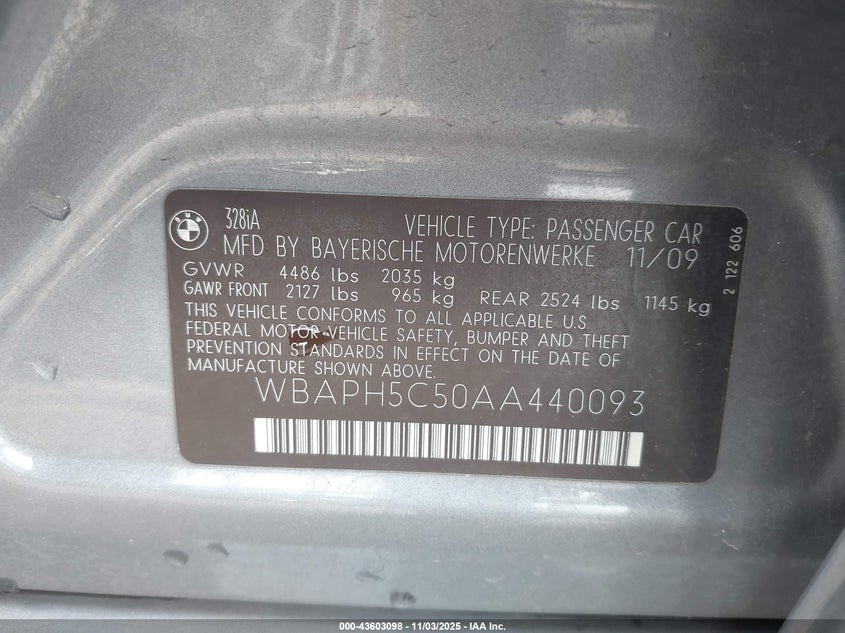 BMW
328iA VEHICLE TYPE: PASSENGER CAR
MFD BY BAYERISCHE MOTORENWERKE 11/09
GVWR 4486 lbs 2035 kg
GAWR FRONT 2127 lbs 965 kg REAR 2524 lbs 1145 kg
THIS VEHICLE CONFORMS TO ALL APPLICABLE U.S.
FEDERAL MOTOR VEHICLE SAFETY, BUMPER AND THEFT
PREVENTION STANDARDS IN EFFECT ON THE DATE OF
MANUFACTURE SHOWN ABOVE.
WBAPH5C50AA440093
2 122 606
000-43603098 - 11/03/2025 - IAA Inc.